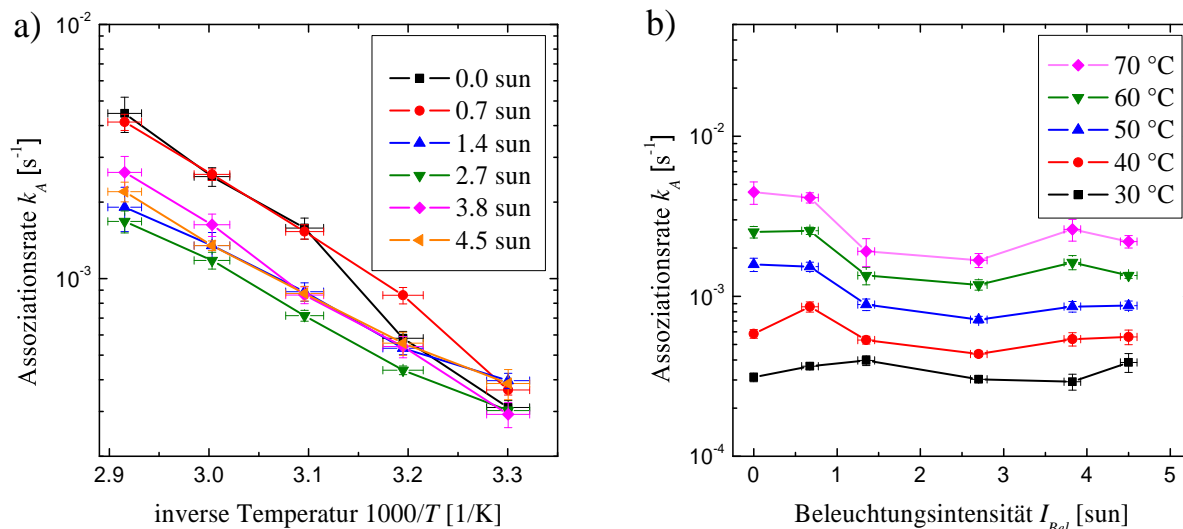 a)
10^-2
10^-3
Assoziationsrate k_A [s^-1]
0.0 sun
0.7 sun
1.4 sun
2.7 sun
3.8 sun
4.5 sun
2.9 3.0 3.1 3.2 3.3
inverse Temperatur 1000/T [1/K]
b)
10^-2
10^-3
10^-4
Assoziationsrate k_A [s^-1]
70 °C
60 °C
50 °C
40 °C
30 °C
0 1 2 3 4 5
Beleuchtungsintensität I_Bel [sun]